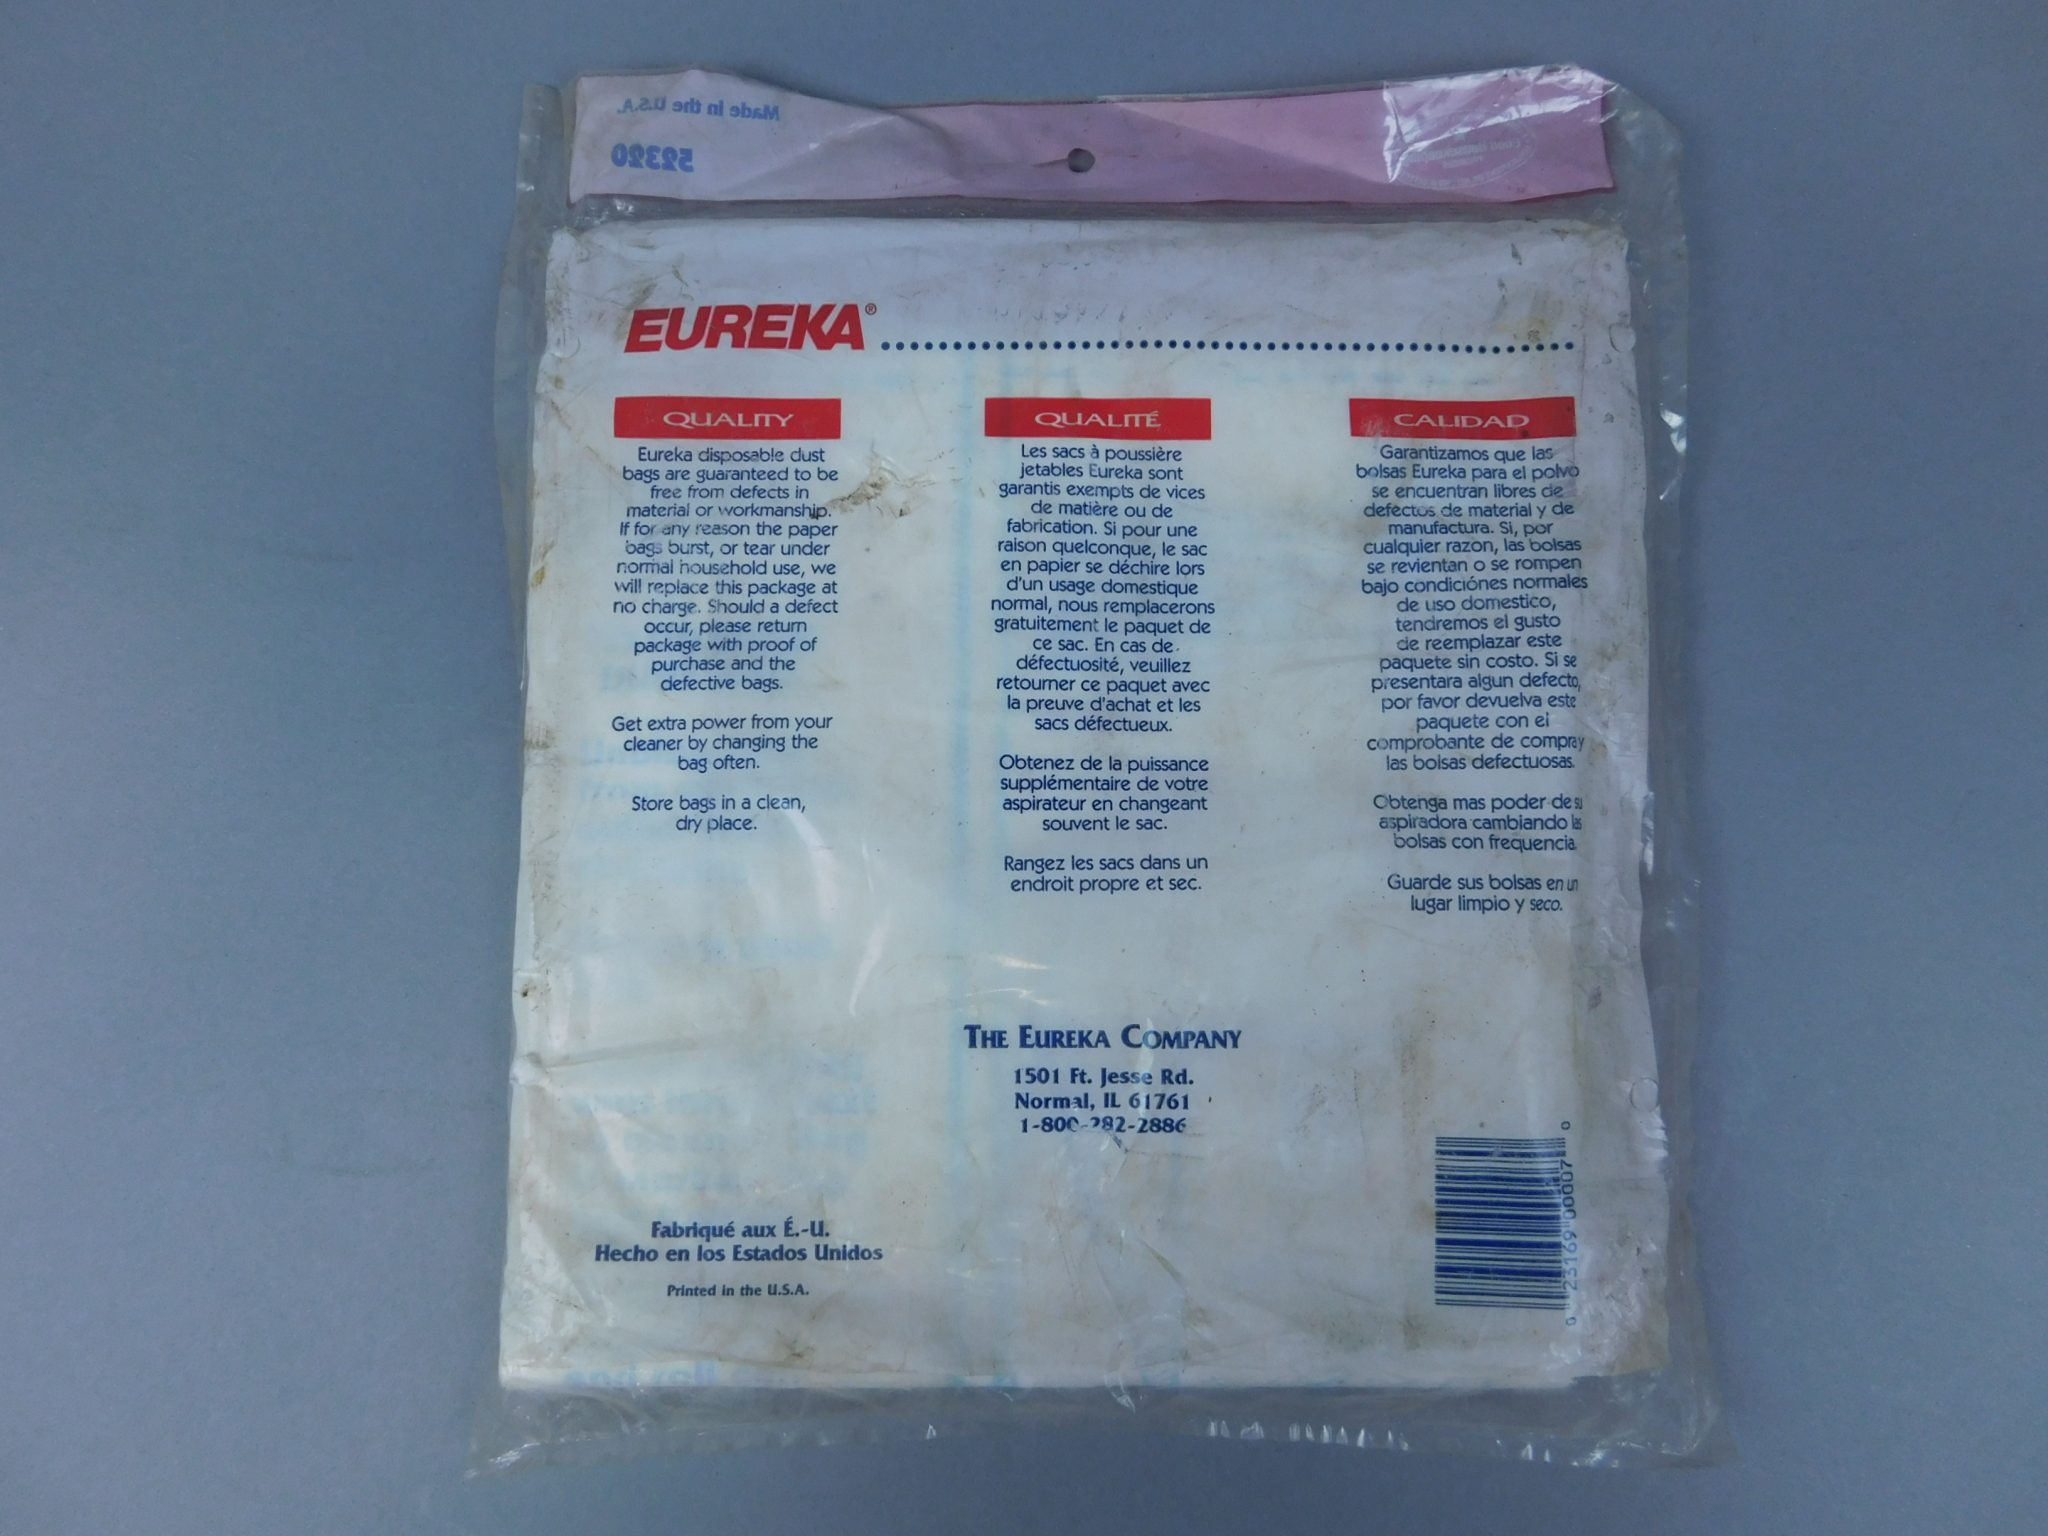 Made in the U.S.A.
52320
Good Housekeeping
EUREKA®
QUALITY
Eureka disposable dust
bags are guaranteed to be
free from defects in
material or workmanship.
If for any reason the paper
bags burst, or tear under
normal household use, we
will replace this package at
no charge. Should a defect
occur, please return
package with proof of
purchase and the
defective bags.
Get extra power from your
cleaner by changing the
bag often.
Store bags in a clean,
dry place.
QUALITÉ
Les sacs à poussière
jetables Eureka sont
garantis exempts de vices
de matière ou de
fabrication. Si pour une
raison quelconque, le sac
en papier se déchire lors
d'un usage domestique
normal, nous remplacerons
gratuitement le paquet de
ce sac. En cas de
défectuosité, veuillez
retourner ce paquet avec
la preuve d'achat et les
sacs défectueux.
Obtenez de la puissance
supplémentaire de votre
aspirateur en changeant
souvent le sac.
Rangez les sacs dans un
endroit propre et sec.
CALIDAD
Garantizamos que las
bolsas Eureka para el polvo
se encuentran libres de
defectos de material y de
manufactura. Si, por
cualquier razon, las bolsas
se revientan o se rompen
bajo condiciónes normales
de uso domestico,
tendremos el gusto
de reemplazar este
paquete sin costo. Si se
presentara algun defecto,
por favor devuelva este
paquete con el
comprobante de compra y
las bolsas defectuosas.
Obtenga mas poder de su
aspiradora cambiando las
bolsas con frequencia
Guarde sus bolsas en un
lugar limpio y seco.
THE EUREKA COMPANY
1501 Ft. Jesse Rd.
Normal, IL 61761
1-800-282-2886
Fabriqué aux É.-U.
Hecho en los Estados Unidos
Printed in the U.S.A.
0 23169 00007 0